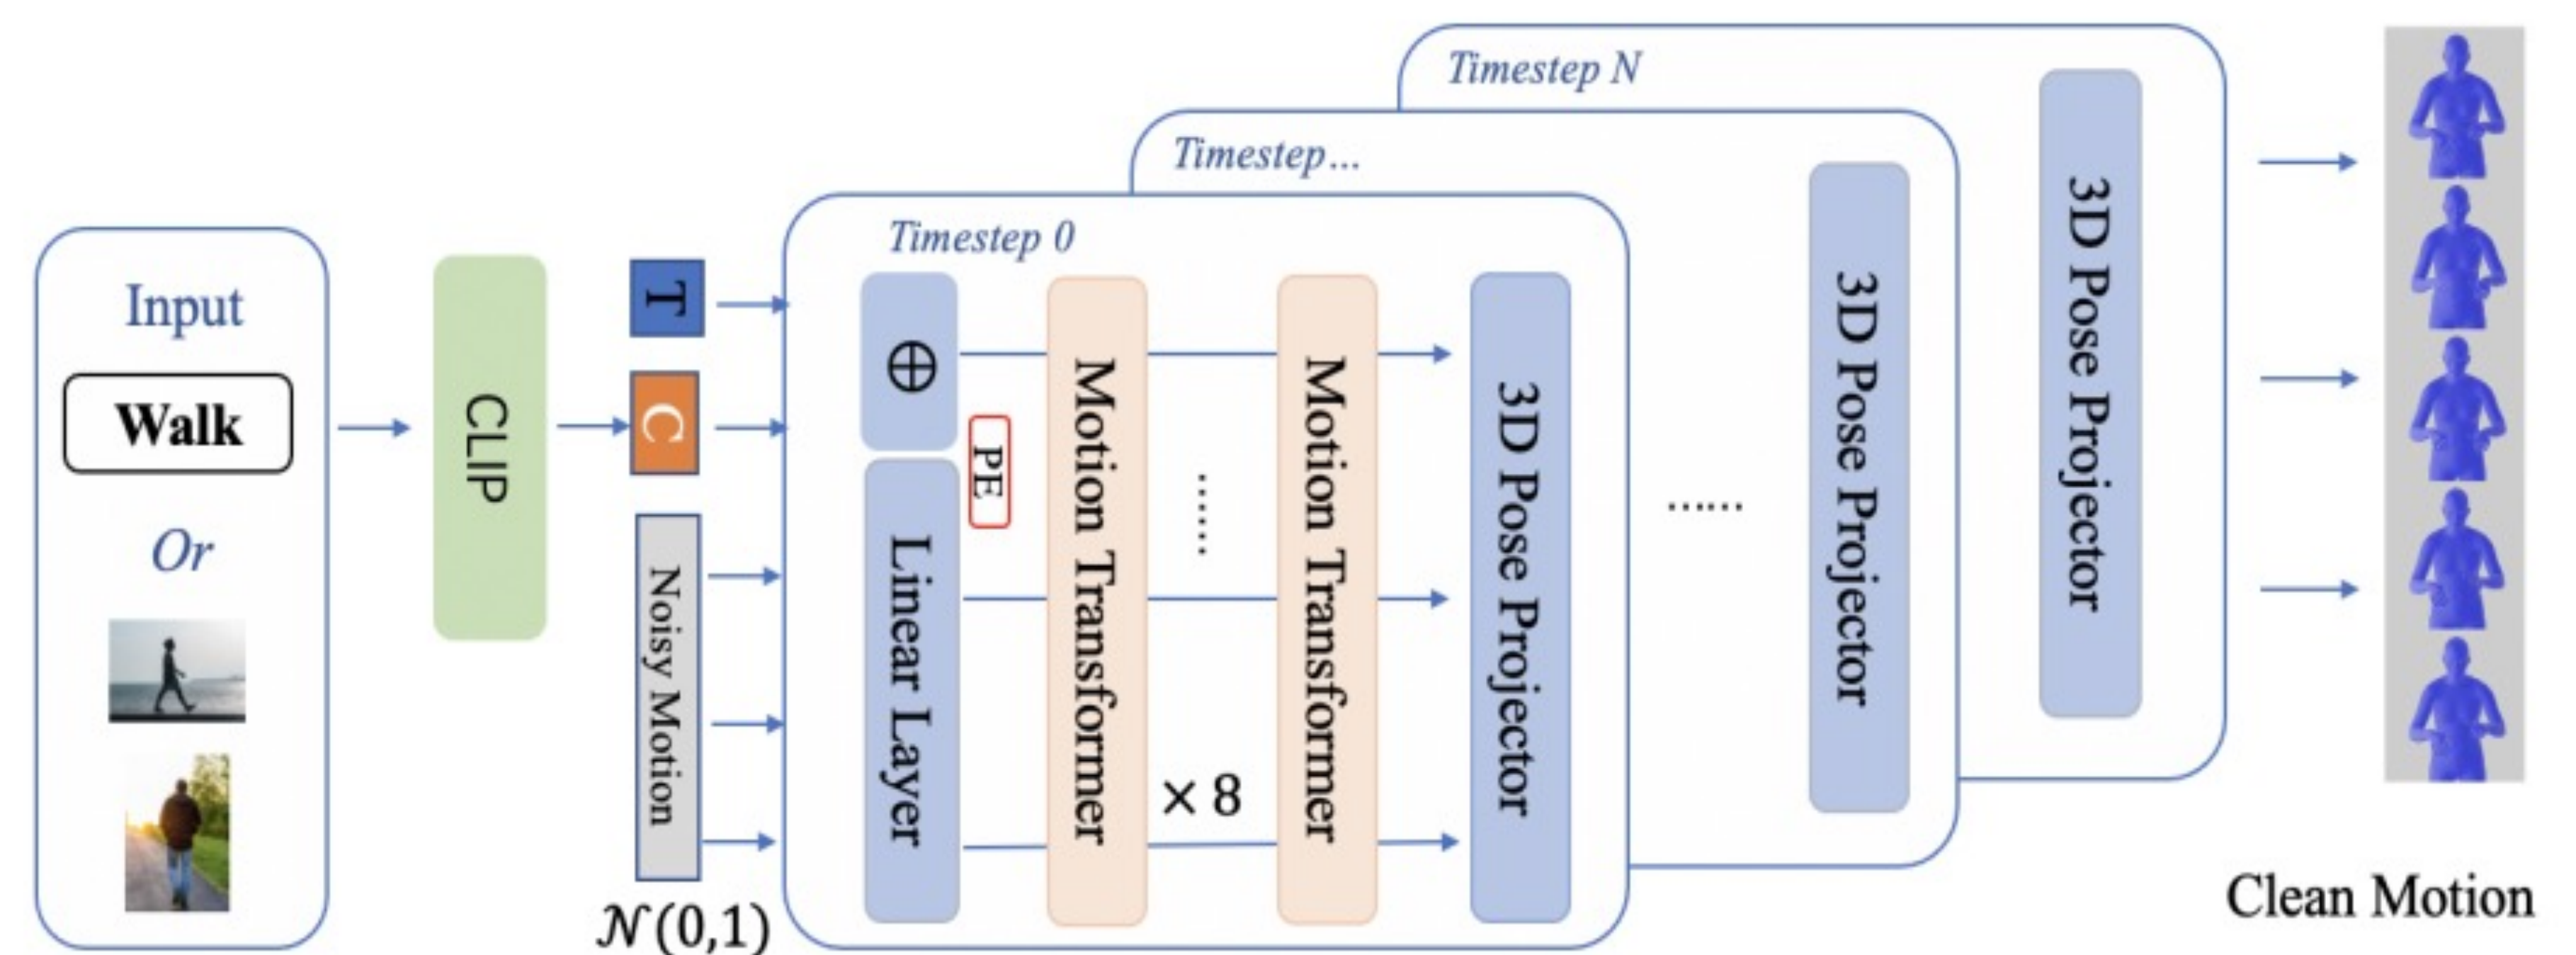 Input
Walk
Or
CLIP
T
C
Noisy Motion
𝒩(0,1)
Timestep 0
⊕
Linear Layer
PE
Motion Transformer
......
× 8
Motion Transformer
3D Pose Projector
Timestep...
......
3D Pose Projector
Timestep N
3D Pose Projector
Clean Motion